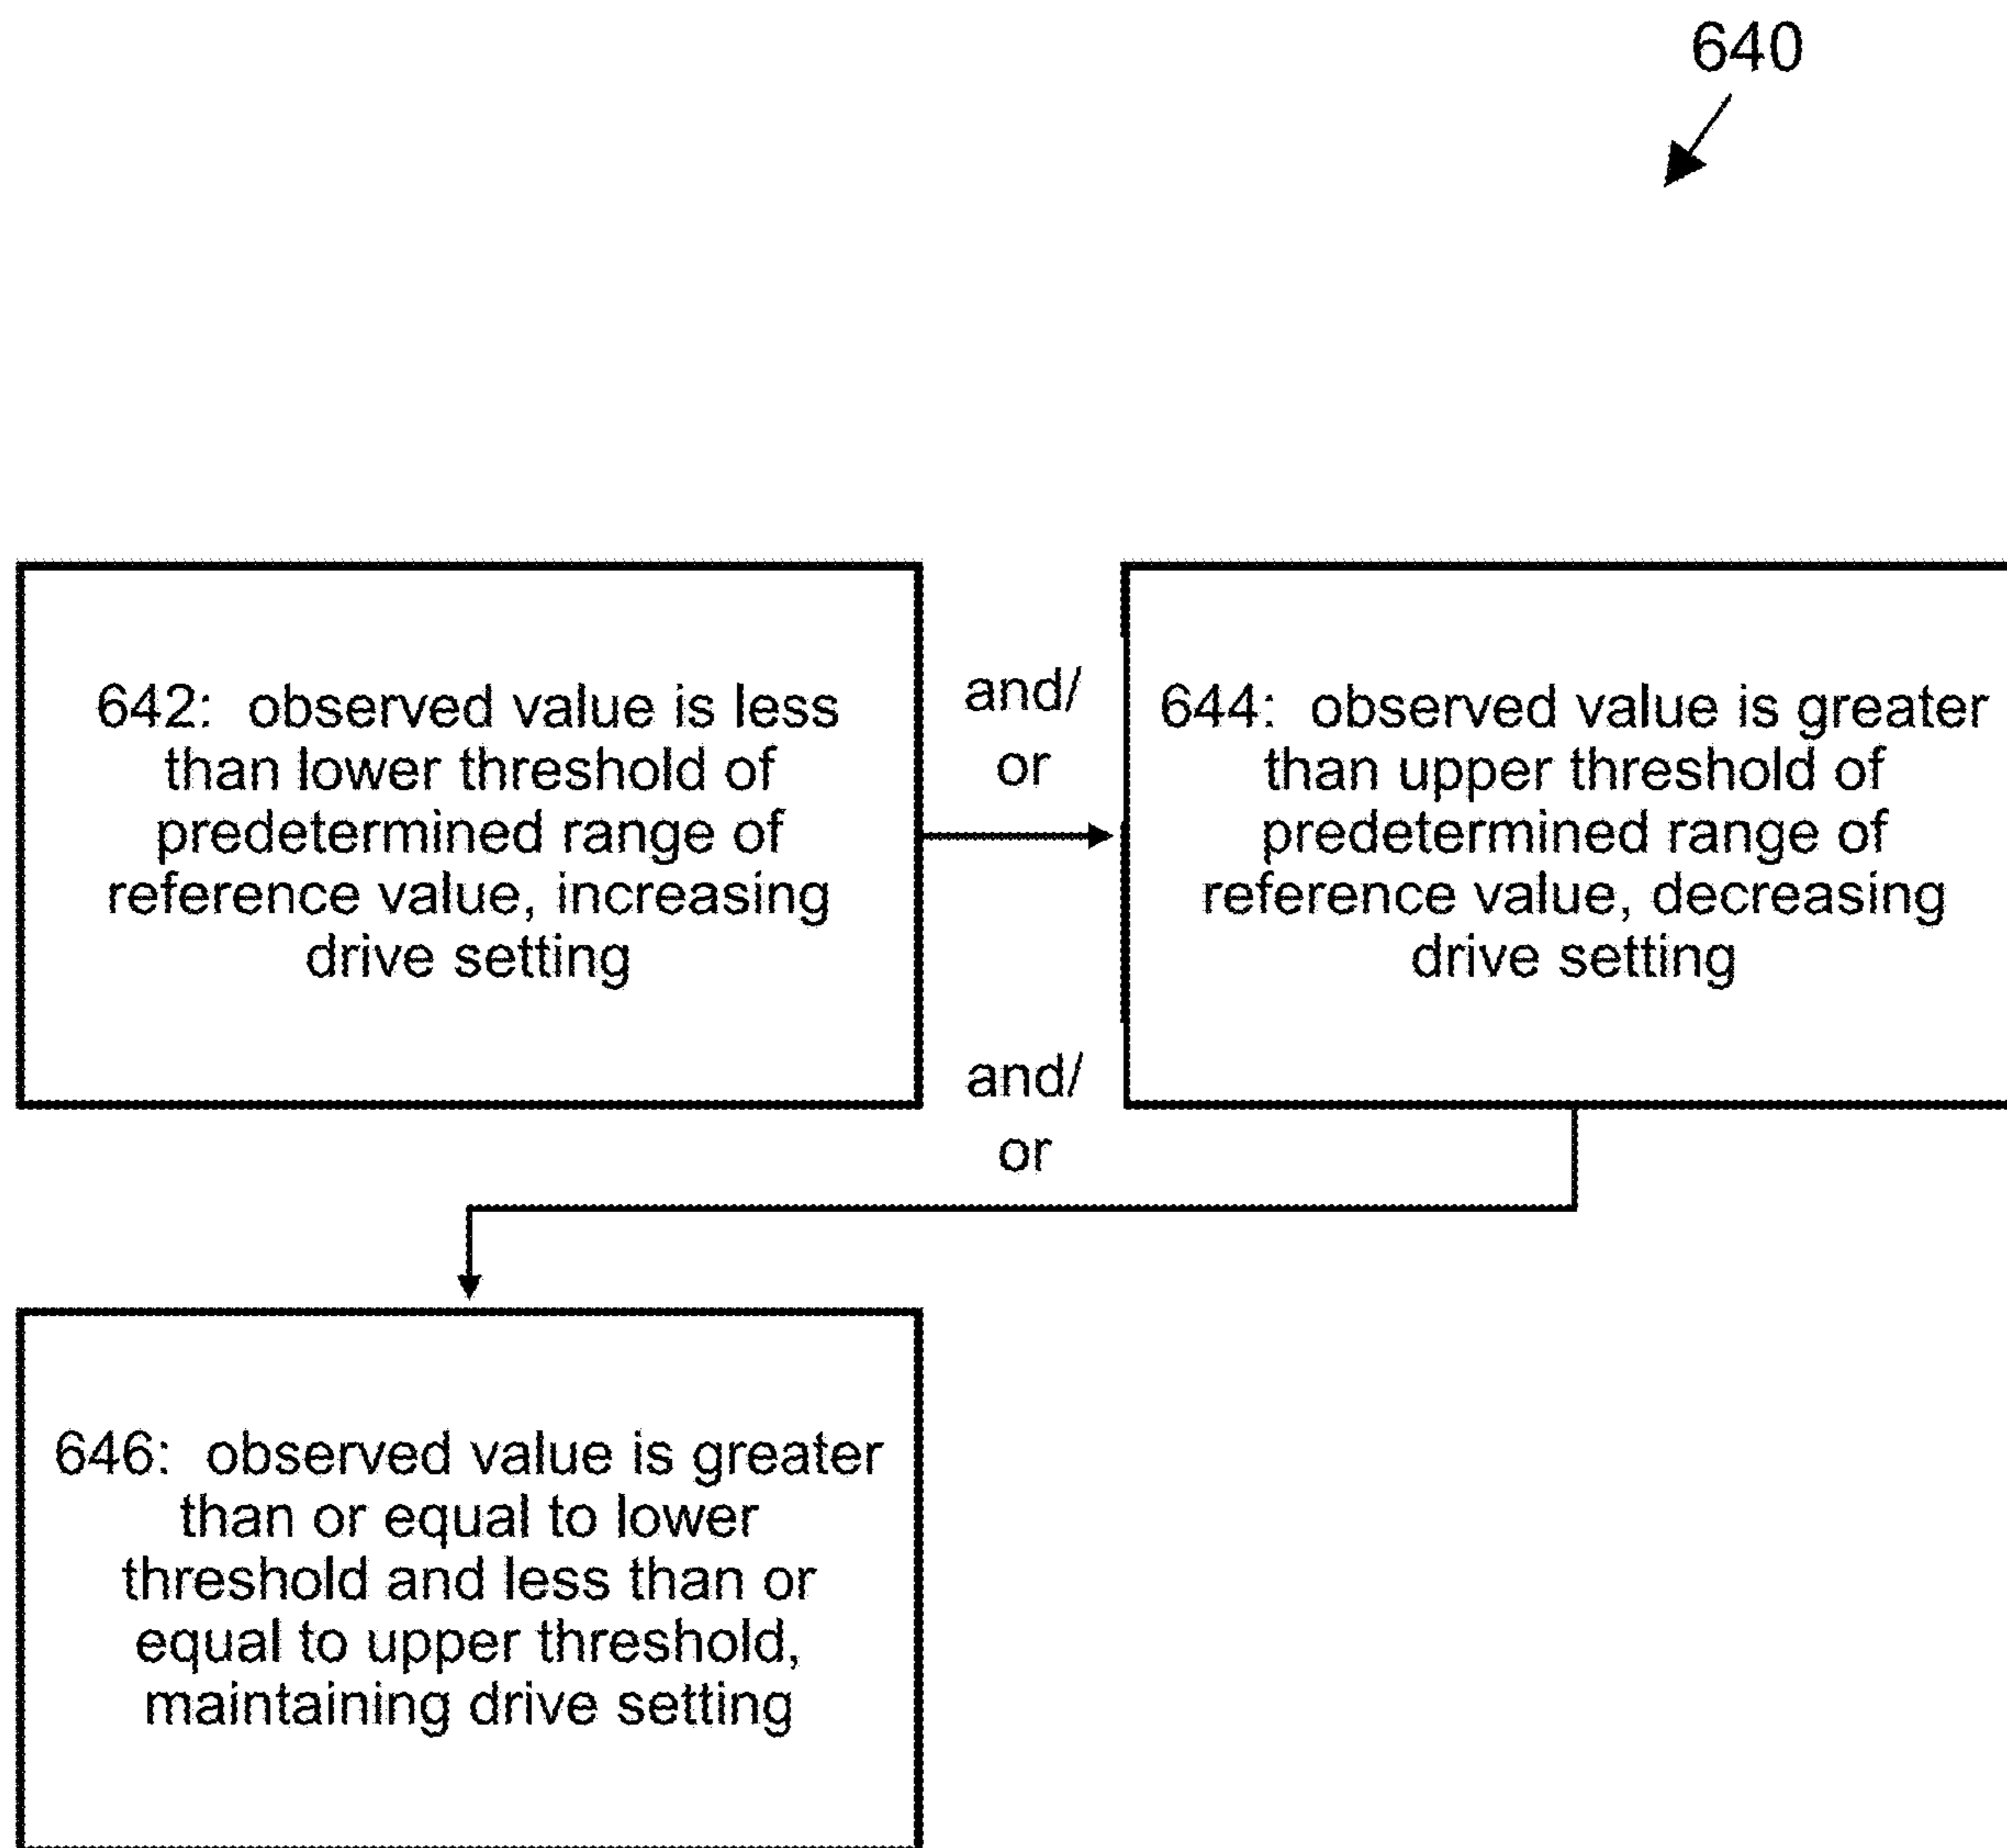 640
642: observed value is less
than lower threshold of
predetermined range of
reference value, increasing
drive setting
and/
or
644: observed value is greater
than upper threshold of
predetermined range of
reference value, decreasing
drive setting
and/
or
646: observed value is greater
than or equal to lower
threshold and less than or
equal to upper threshold,
maintaining drive setting